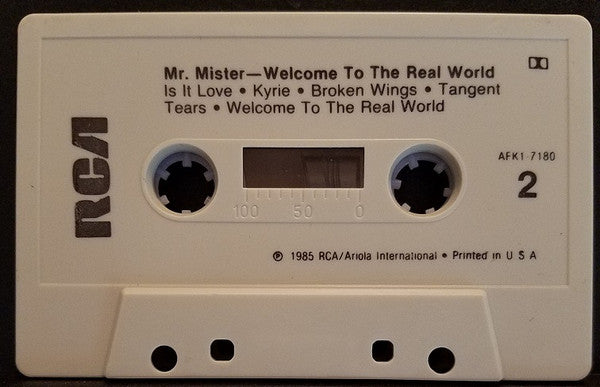 Mr. Mister—Welcome To The Real World
Is It Love • Kyrie • Broken Wings • Tangent
Tears • Welcome To The Real World
RCA
AFK1-7180
2
100 50 0
℗ 1985 RCA/Ariola International • Printed in U S A